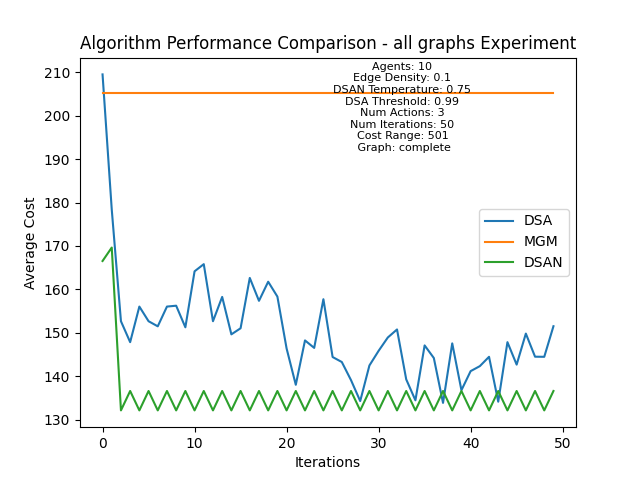 Algorithm Performance Comparison - all graphs Experiment
Agents: 10
Edge Density: 0.1
DSAN Temperature: 0.75
DSA Threshold: 0.99
Num Actions: 3
Num Iterations: 50
Cost Range: 501
Graph: complete
210
200
190
180
170
160
150
140
130
Average Cost
DSA
MGM
DSAN
0
10
20
30
40
50
Iterations